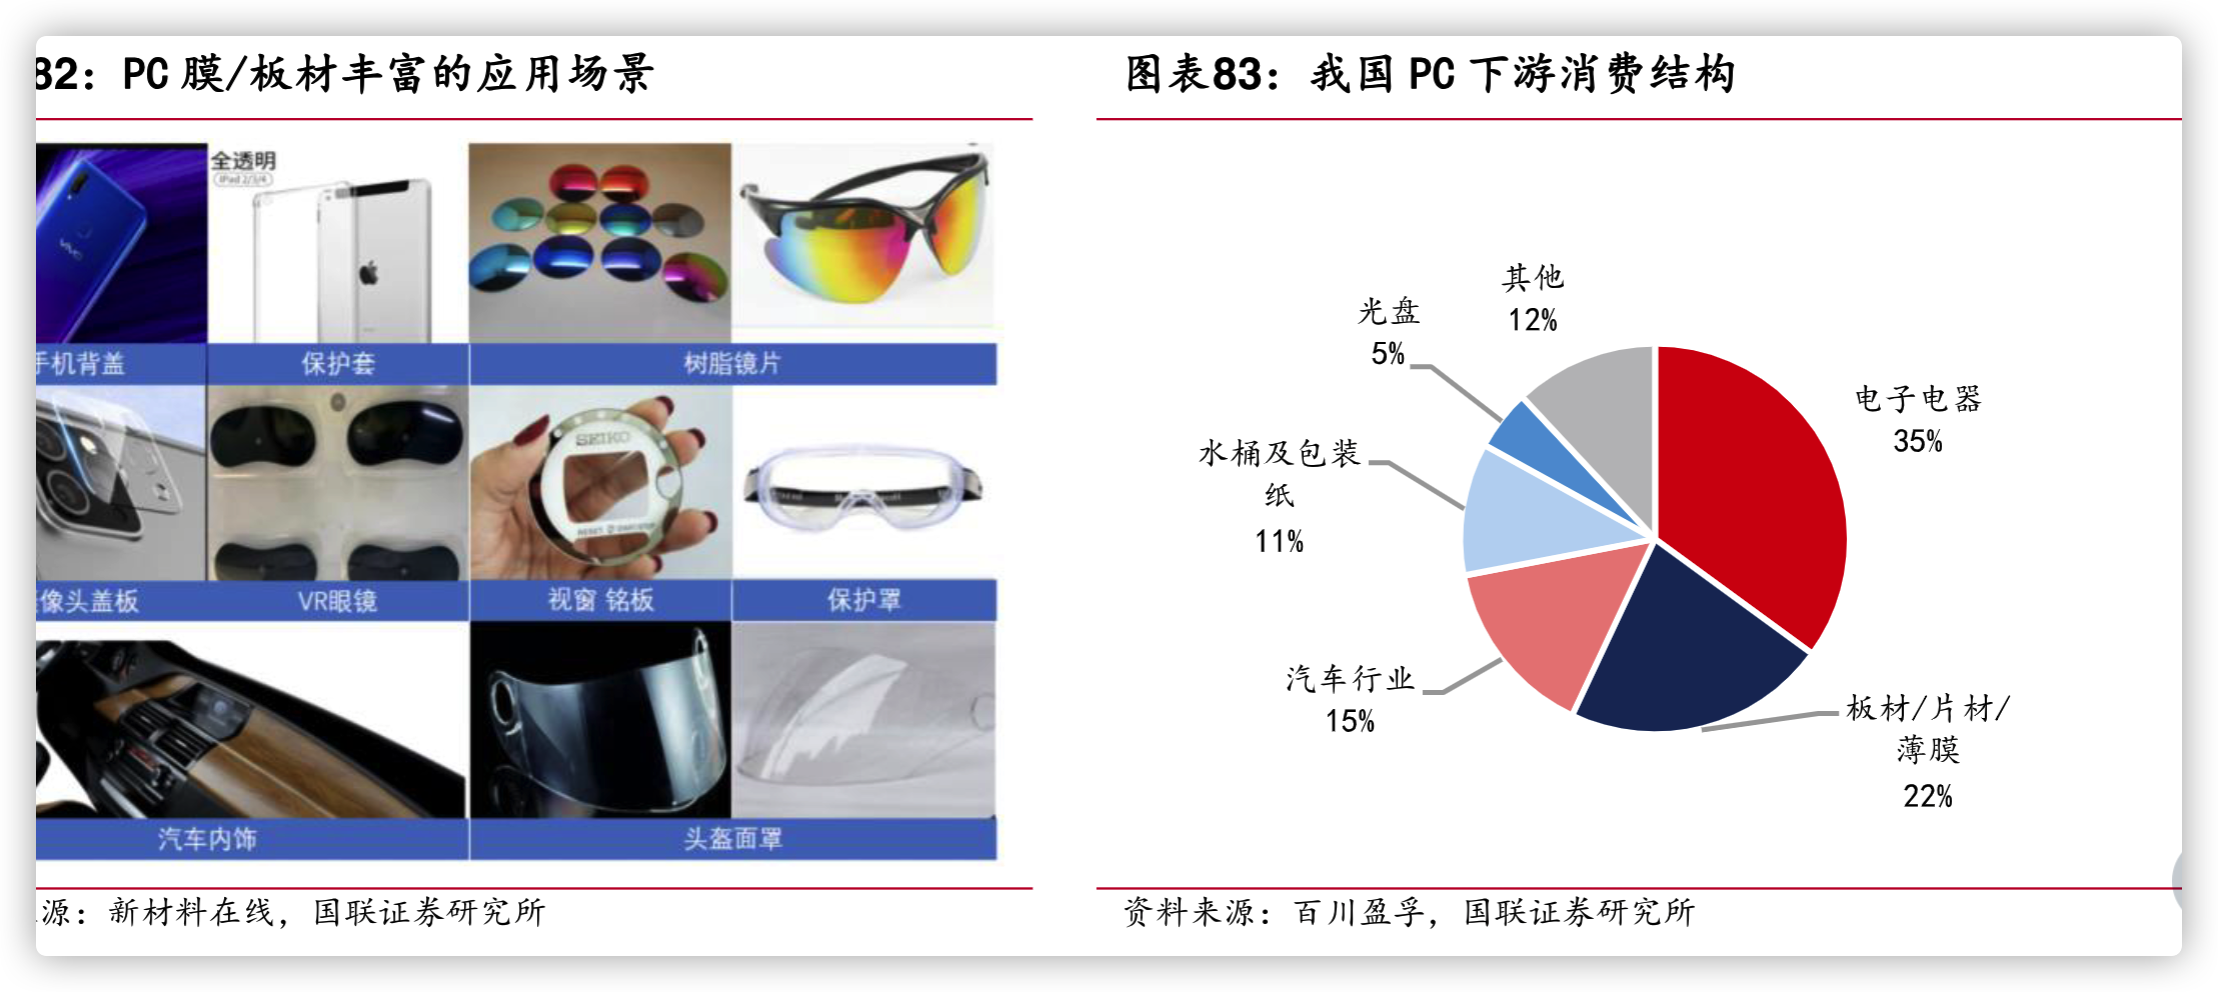 82：PC 膜/板材丰富的应用场景
全透明
iPad 2/3/4
vivo
手机背盖
保护套
树脂镜片
SEIKO
像头盖板
VR眼镜
视窗 铭板
保护罩
汽车内饰
头盔面罩
源：新材料在线，国联证券研究所
图表83：我国 PC 下游消费结构
其他
12%
光盘
5%
电子电器
35%
水桶及包装
纸
11%
汽车行业
15%
板材/片材/
薄膜
22%
资料来源：百川盈孚，国联证券研究所